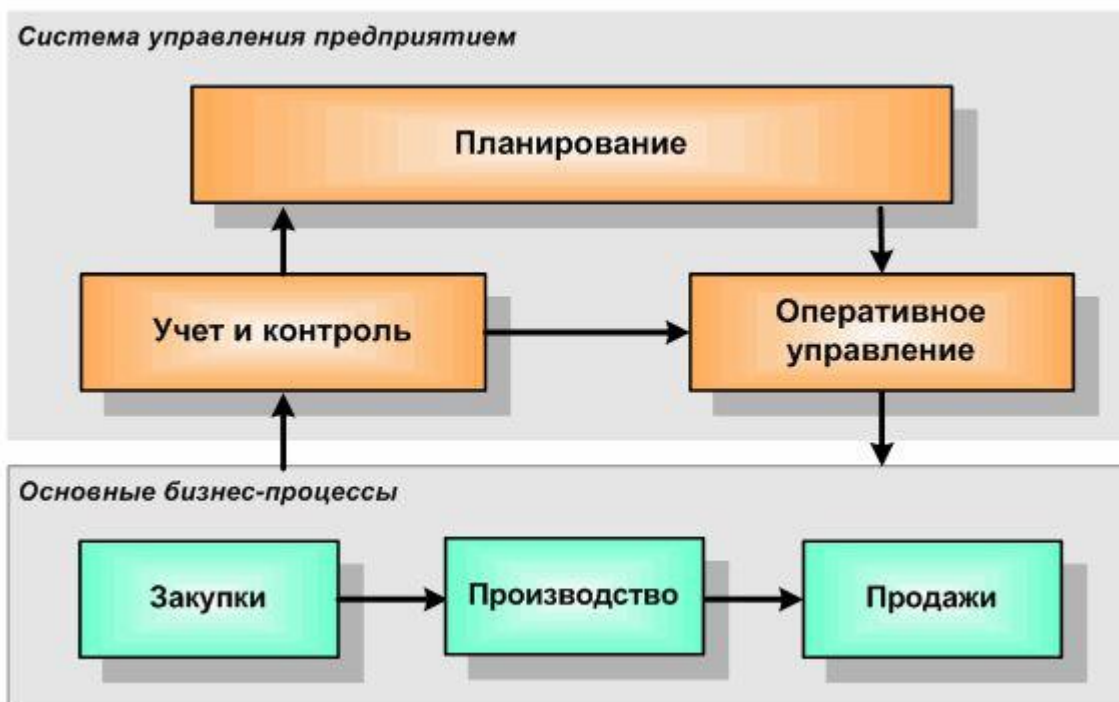 Система управления предприятием
Планирование
Учет и контроль
Оперативное
управление
Основные бизнес-процессы
Закупки
Производство
Продажи